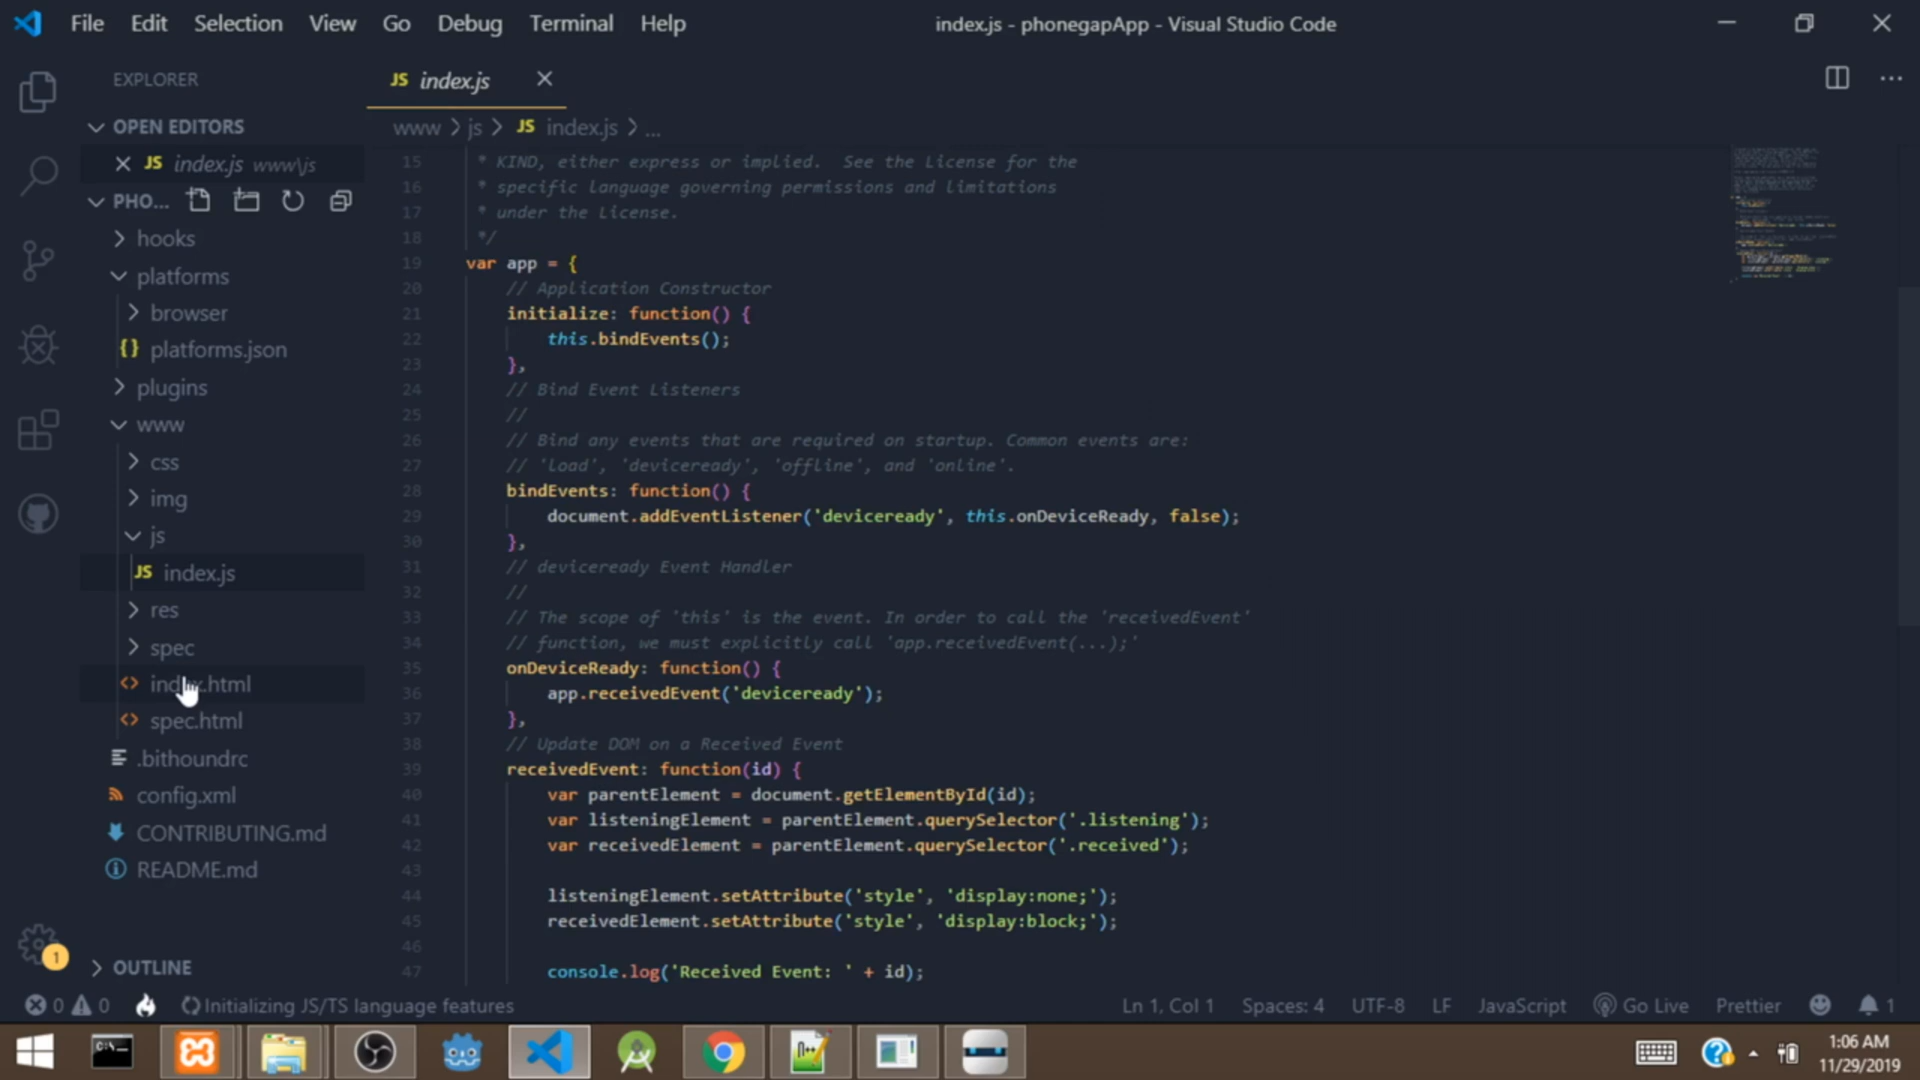 File Edit Selection View Go Debug Terminal Help
index.js - phonegapApp - Visual Studio Code
EXPLORER
OPEN EDITORS
JS index.js www\js
PHO...
hooks
platforms
browser
{} platforms.json
plugins
www
css
img
js
JS index.js
res
spec
<> index.html
<> spec.html
.bithoundrc
config.xml
CONTRIBUTING.md
README.md
OUTLINE
1
JS index.js
www > js > JS index.js > ...
15 * KIND, either express or implied.  See the License for the
16 * specific language governing permissions and limitations
17 * under the License.
18 */
19 var app = {
20 // Application Constructor
21 initialize: function() {
22 this.bindEvents();
23 },
24 // Bind Event Listeners
25 //
26 // Bind any events that are required on startup. Common events are:
27 // 'load', 'deviceready', 'offline', and 'online'.
28 bindEvents: function() {
29 document.addEventListener('deviceready', this.onDeviceReady, false);
30 },
31 // deviceready Event Handler
32 //
33 // The scope of 'this' is the event. In order to call the 'receivedEvent'
34 // function, we must explicitly call 'app.receivedEvent(...);'
35 onDeviceReady: function() {
36 app.receivedEvent('deviceready');
37 },
38 // Update DOM on a Received Event
39 receivedEvent: function(id) {
40 var parentElement = document.getElementById(id);
41 var listeningElement = parentElement.querySelector('.listening');
42 var receivedElement = parentElement.querySelector('.received');
43
44 listeningElement.setAttribute('style', 'display:none;');
45 receivedElement.setAttribute('style', 'display:block;');
46
47 console.log('Received Event: ' + id);
0 0 Initializing JS/TS language features
Ln 1, Col 1 Spaces: 4 UTF-8 LF JavaScript Go Live Prettier 1
1:06 AM
11/29/2019